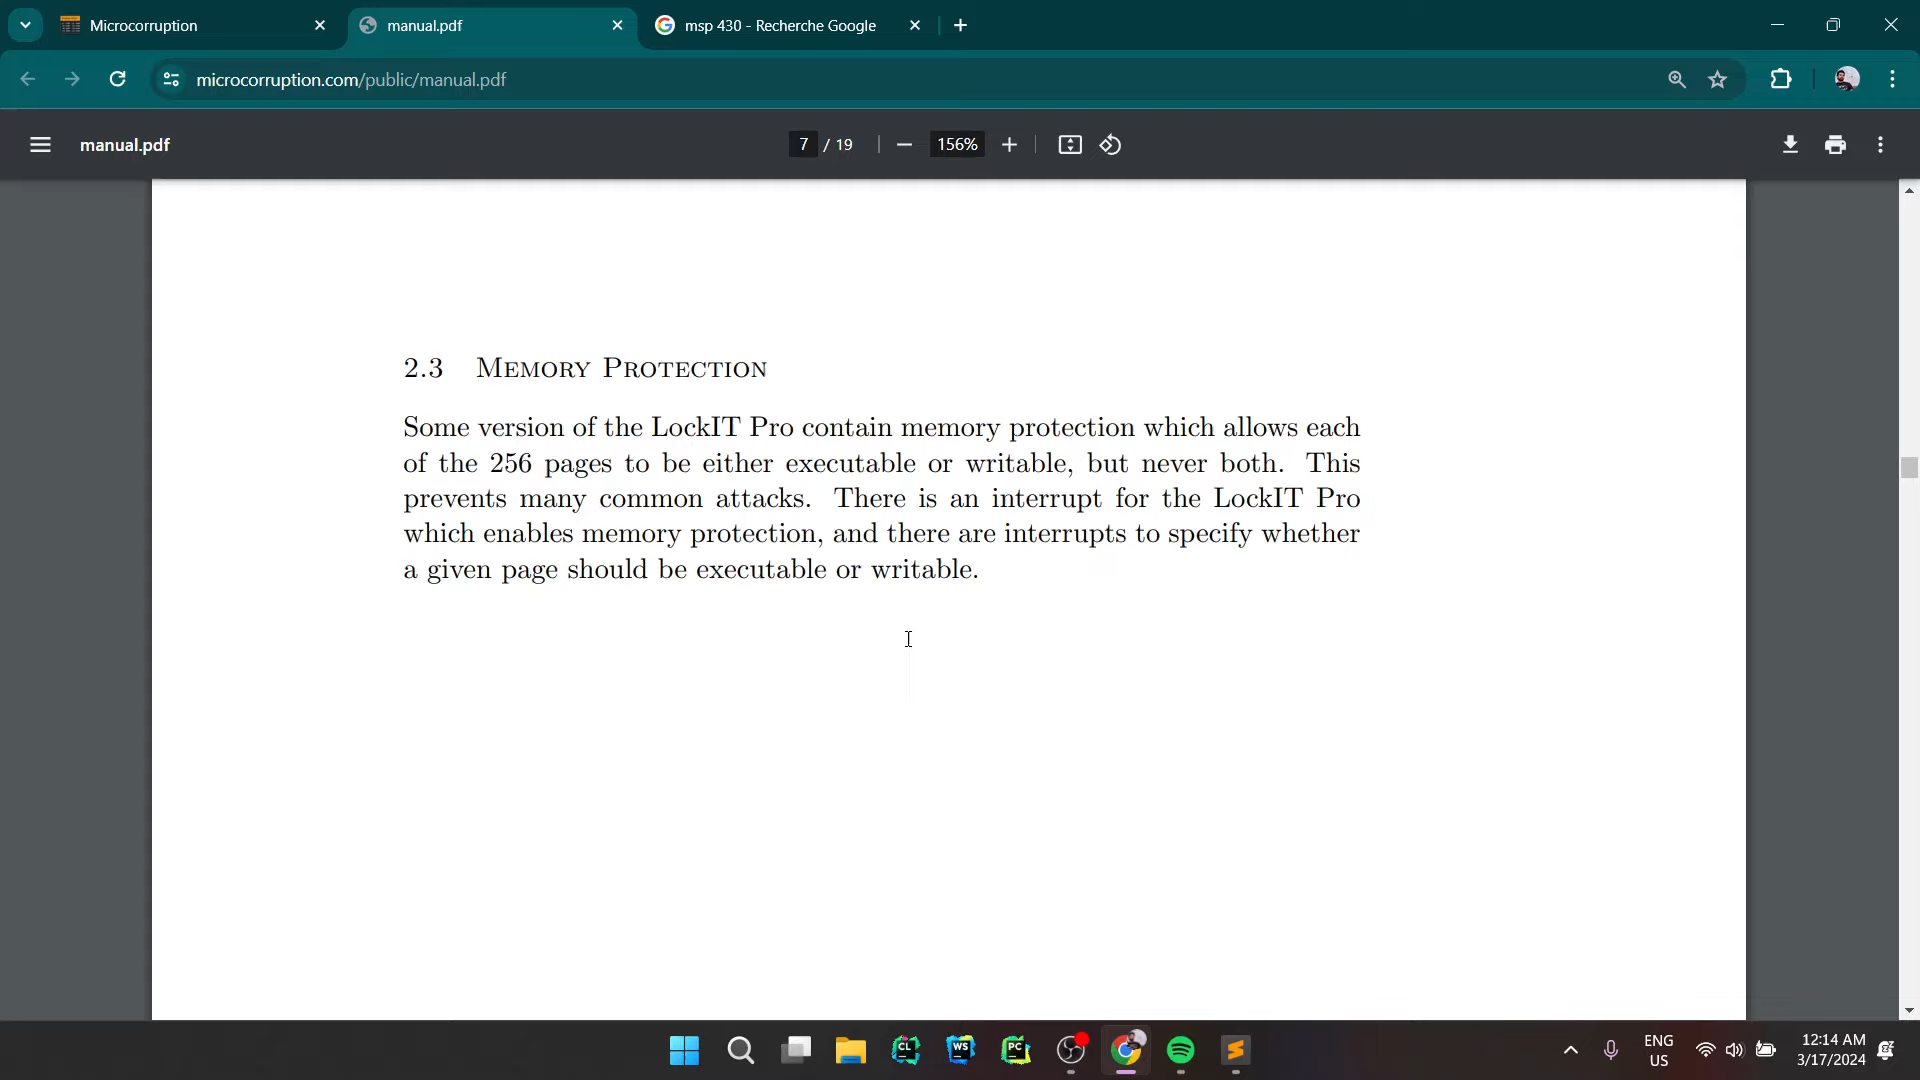 Microcorruption
manual.pdf
msp 430 - Recherche Google
microcorruption.com/public/manual.pdf
manual.pdf
7 / 19
156%
2.3 Memory Protection
Some version of the LockIT Pro contain memory protection which allows each
of the 256 pages to be either executable or writable, but never both. This
prevents many common attacks. There is an interrupt for the LockIT Pro
which enables memory protection, and there are interrupts to specify whether
a given page should be executable or writable.
CL
WS
PC
ENG
US
12:14 AM
3/17/2024